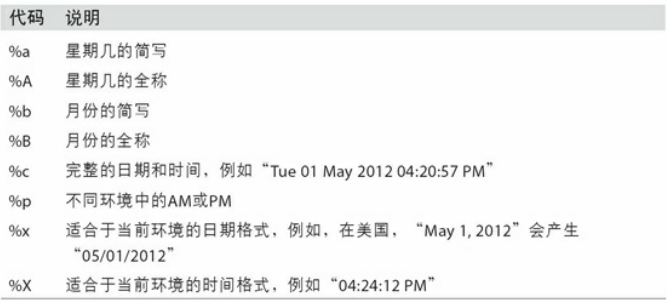 代码 说明
%a 星期几的简写
%A 星期几的全称
%b 月份的简写
%B 月份的全称
%c 完整的日期和时间，例如“Tue 01 May 2012 04:20:57 PM”
%p 不同环境中的AM或PM
%x 适合于当前环境的日期格式，例如，在美国，“May 1, 2012”会产生
“05/01/2012”
%X 适合于当前环境的时间格式，例如“04:24:12 PM”